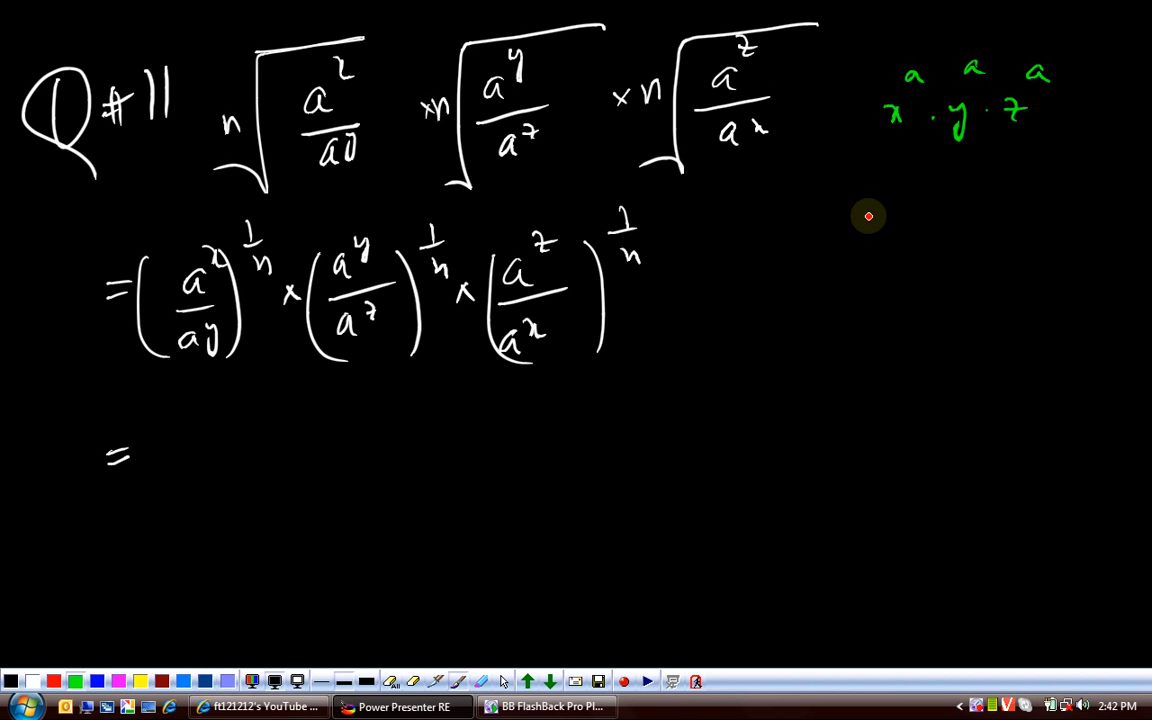 Q # 11 ⁿ√(a^x/a^y) × ⁿ√(a^y/a^z) × ⁿ√(a^z/a^x)
x^a . y^a . z^a
= (a^x/a^y)^(1/n) × (a^y/a^z)^(1/n) × (a^z/a^x)^(1/n)
=
ft121212's YouTube ... Power Presenter RE BB FlashBack Pro Pl... 2:42 PM